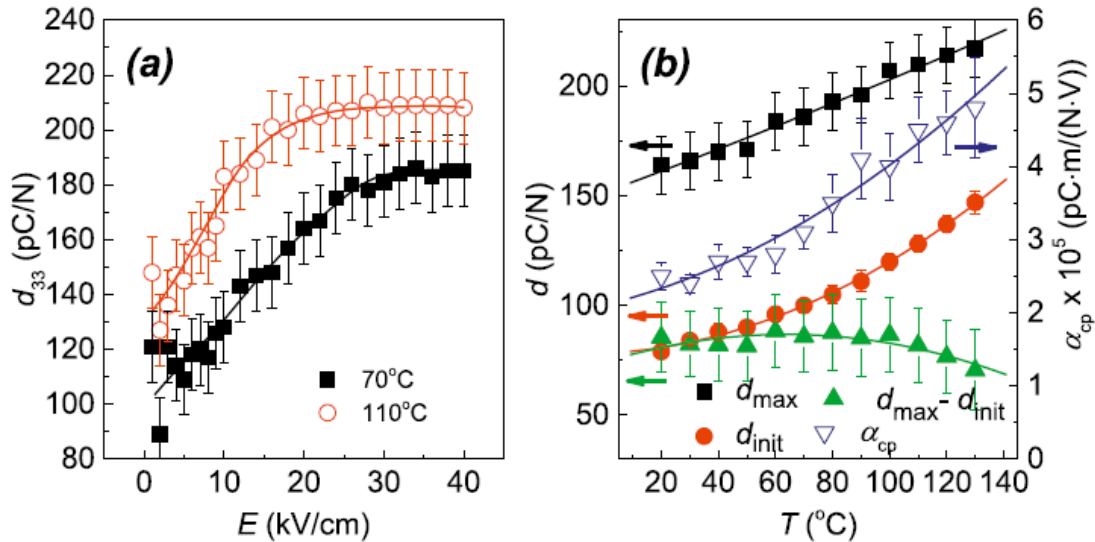 (a)
d33 (pC/N)
240
220
200
180
160
140
120
100
80
70°C
110°C
0 10 20 30 40
E (kV/cm)
(b)
d (pC/N)
200
150
100
50
dmax
dmax- dinit
dinit
αcp
20 40 60 80 100 120 140
T (°C)
6
5
4
3
2
1
0
αcp x 10⁵ (pC·m/(N·V)